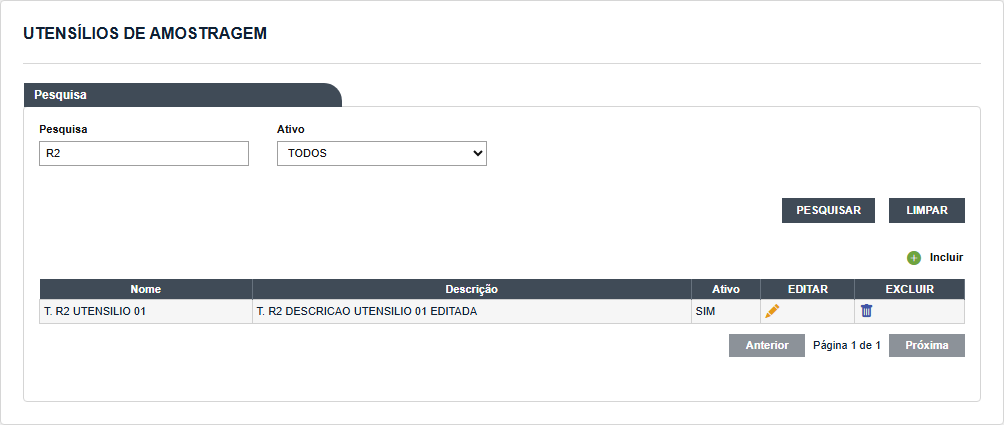 UTENSÍLIOS DE AMOSTRAGEM
Pesquisa
Pesquisa Ativo
R2 TODOS
PESQUISAR LIMPAR
Incluir
Nome Descrição Ativo EDITAR EXCLUIR
T. R2 UTENSILIO 01 T. R2 DESCRICAO UTENSILIO 01 EDITADA SIM
Anterior Página 1 de 1 Próxima